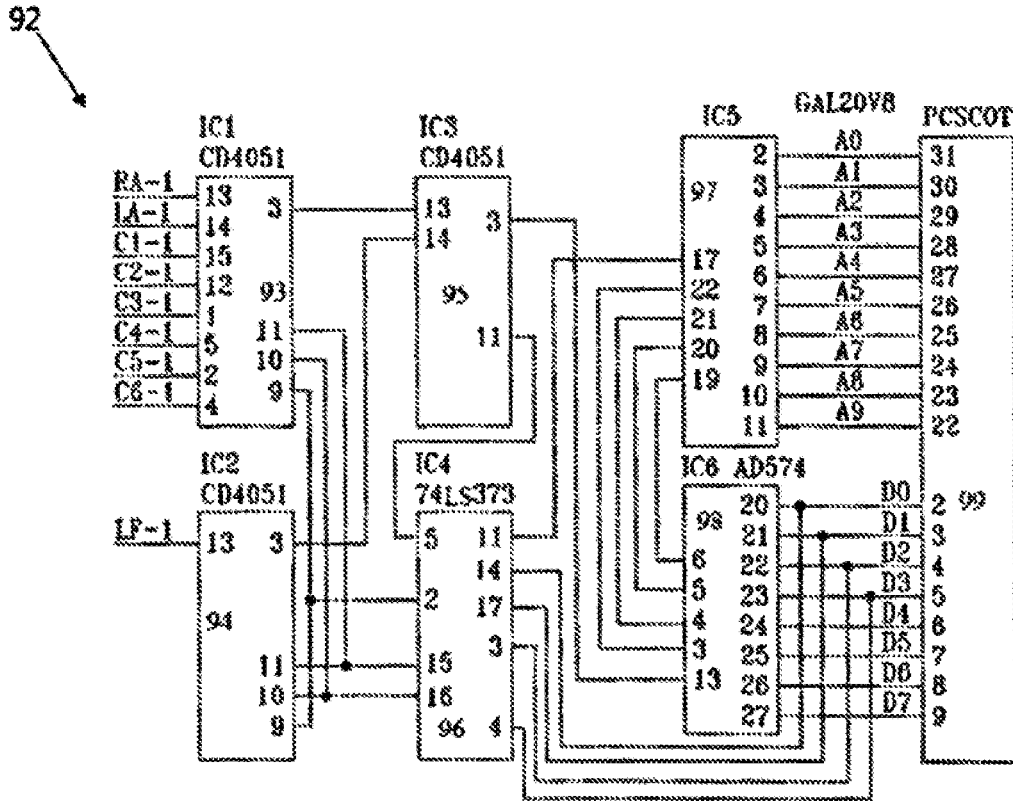 92
IC1
CD4051
RA-1 13
LA-1 14
C1-1 15
C2-1 12
C3-1 1
C4-1 5
C5-1 2
C6-1 4
3
93
11
10
9
IC2
CD4051
LF-1 13
3
94
11
10
9
IC3
CD4051
13
14
3
95
11
IC4
74LS373
5
2
15
16
11
14
17
3
4
96
IC5
GAL20V8
97
17
22
21
20
19
2 A0 31
3 A1 30
4 A2 29
5 A3 28
6 A4 27
7 A5 26
8 A6 25
9 A7 24
10 A8 23
11 A9 22
PCSCOT
IC6 AD574
98
6
5
4
3
13
20 D0 2
21 D1 3
22 D2 4
23 D3 5
24 D4 6
25 D5 7
26 D6 8
27 D7 9
99